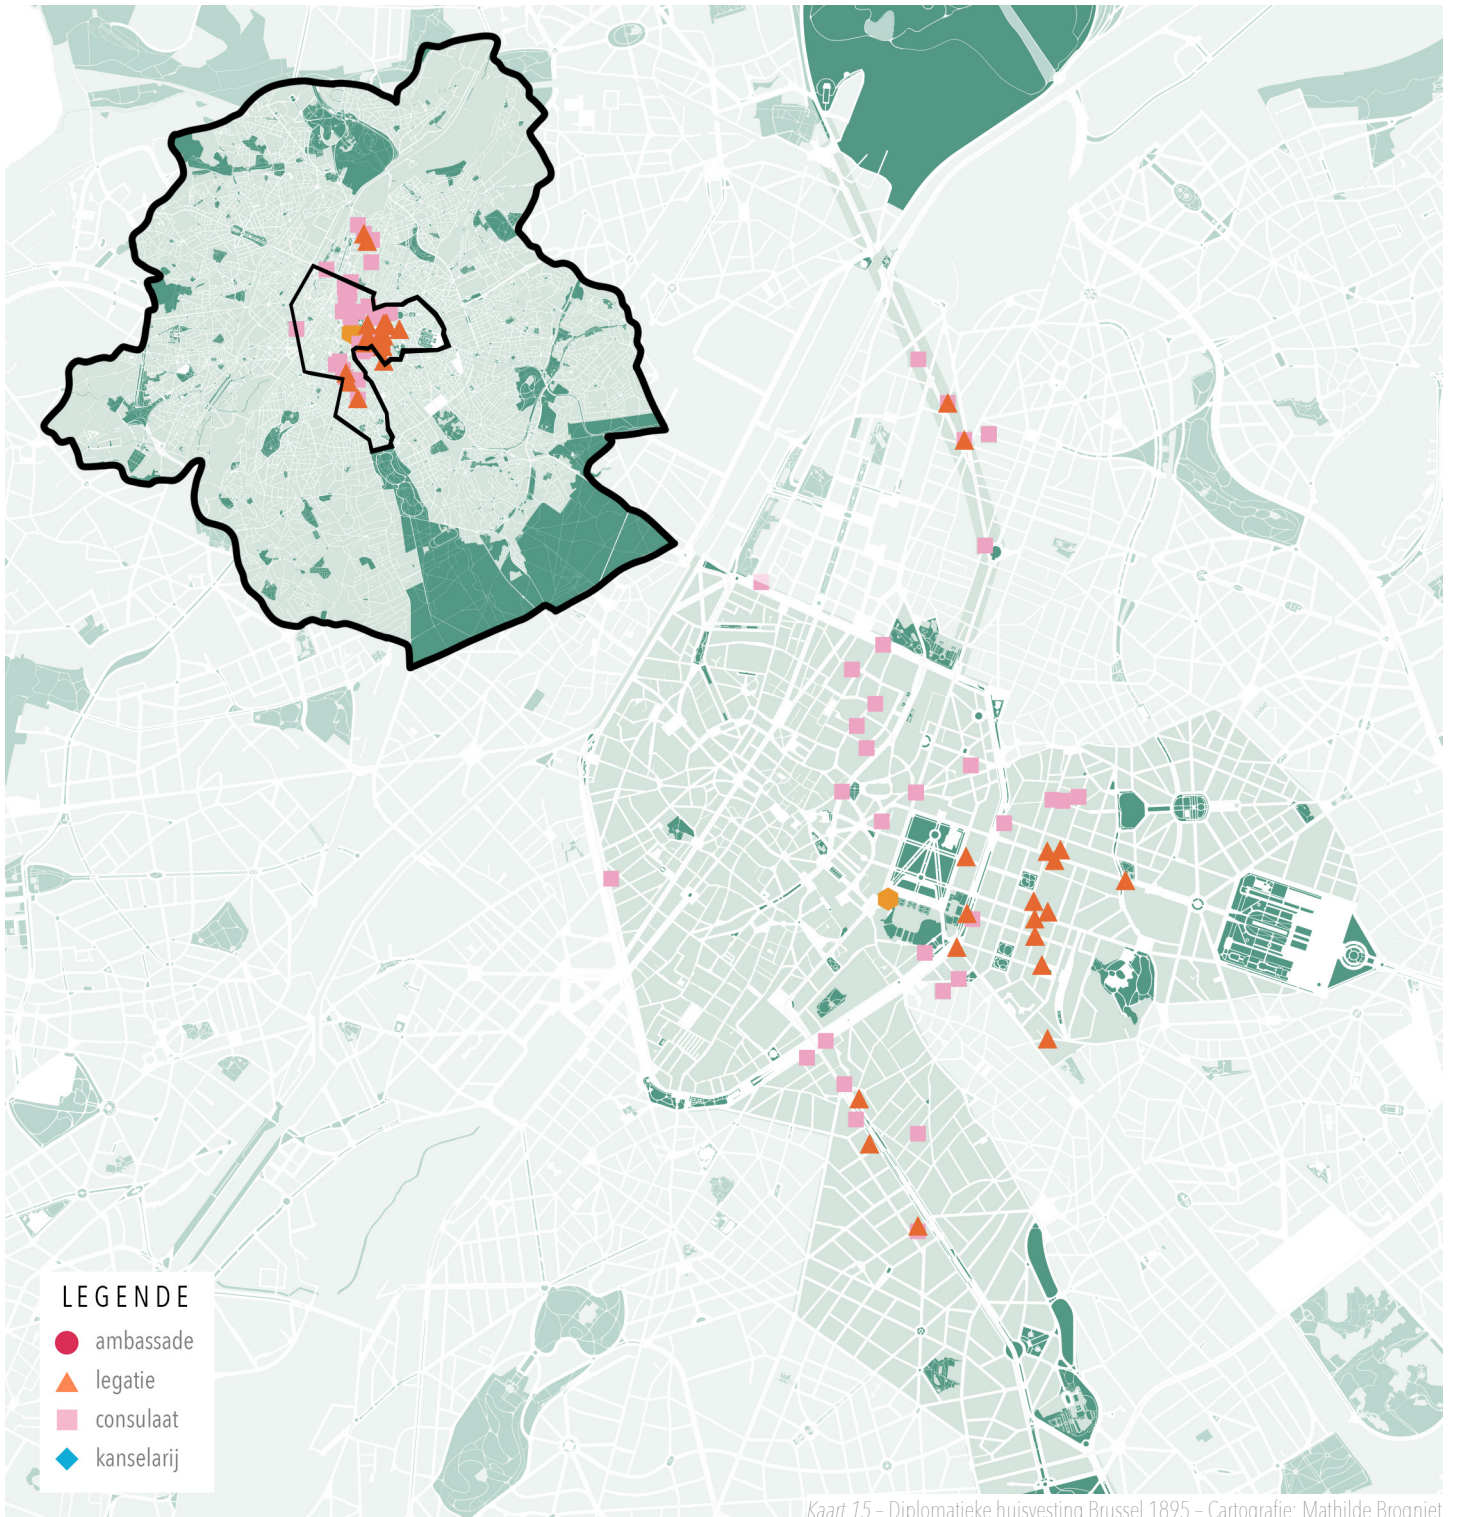 LEGENDE
ambassade
legatie
consulaat
kanselarij
Kaart 15 – Diplomatieke huisvesting Brussel 1895 – Cartografie: Mathilde Brogniet